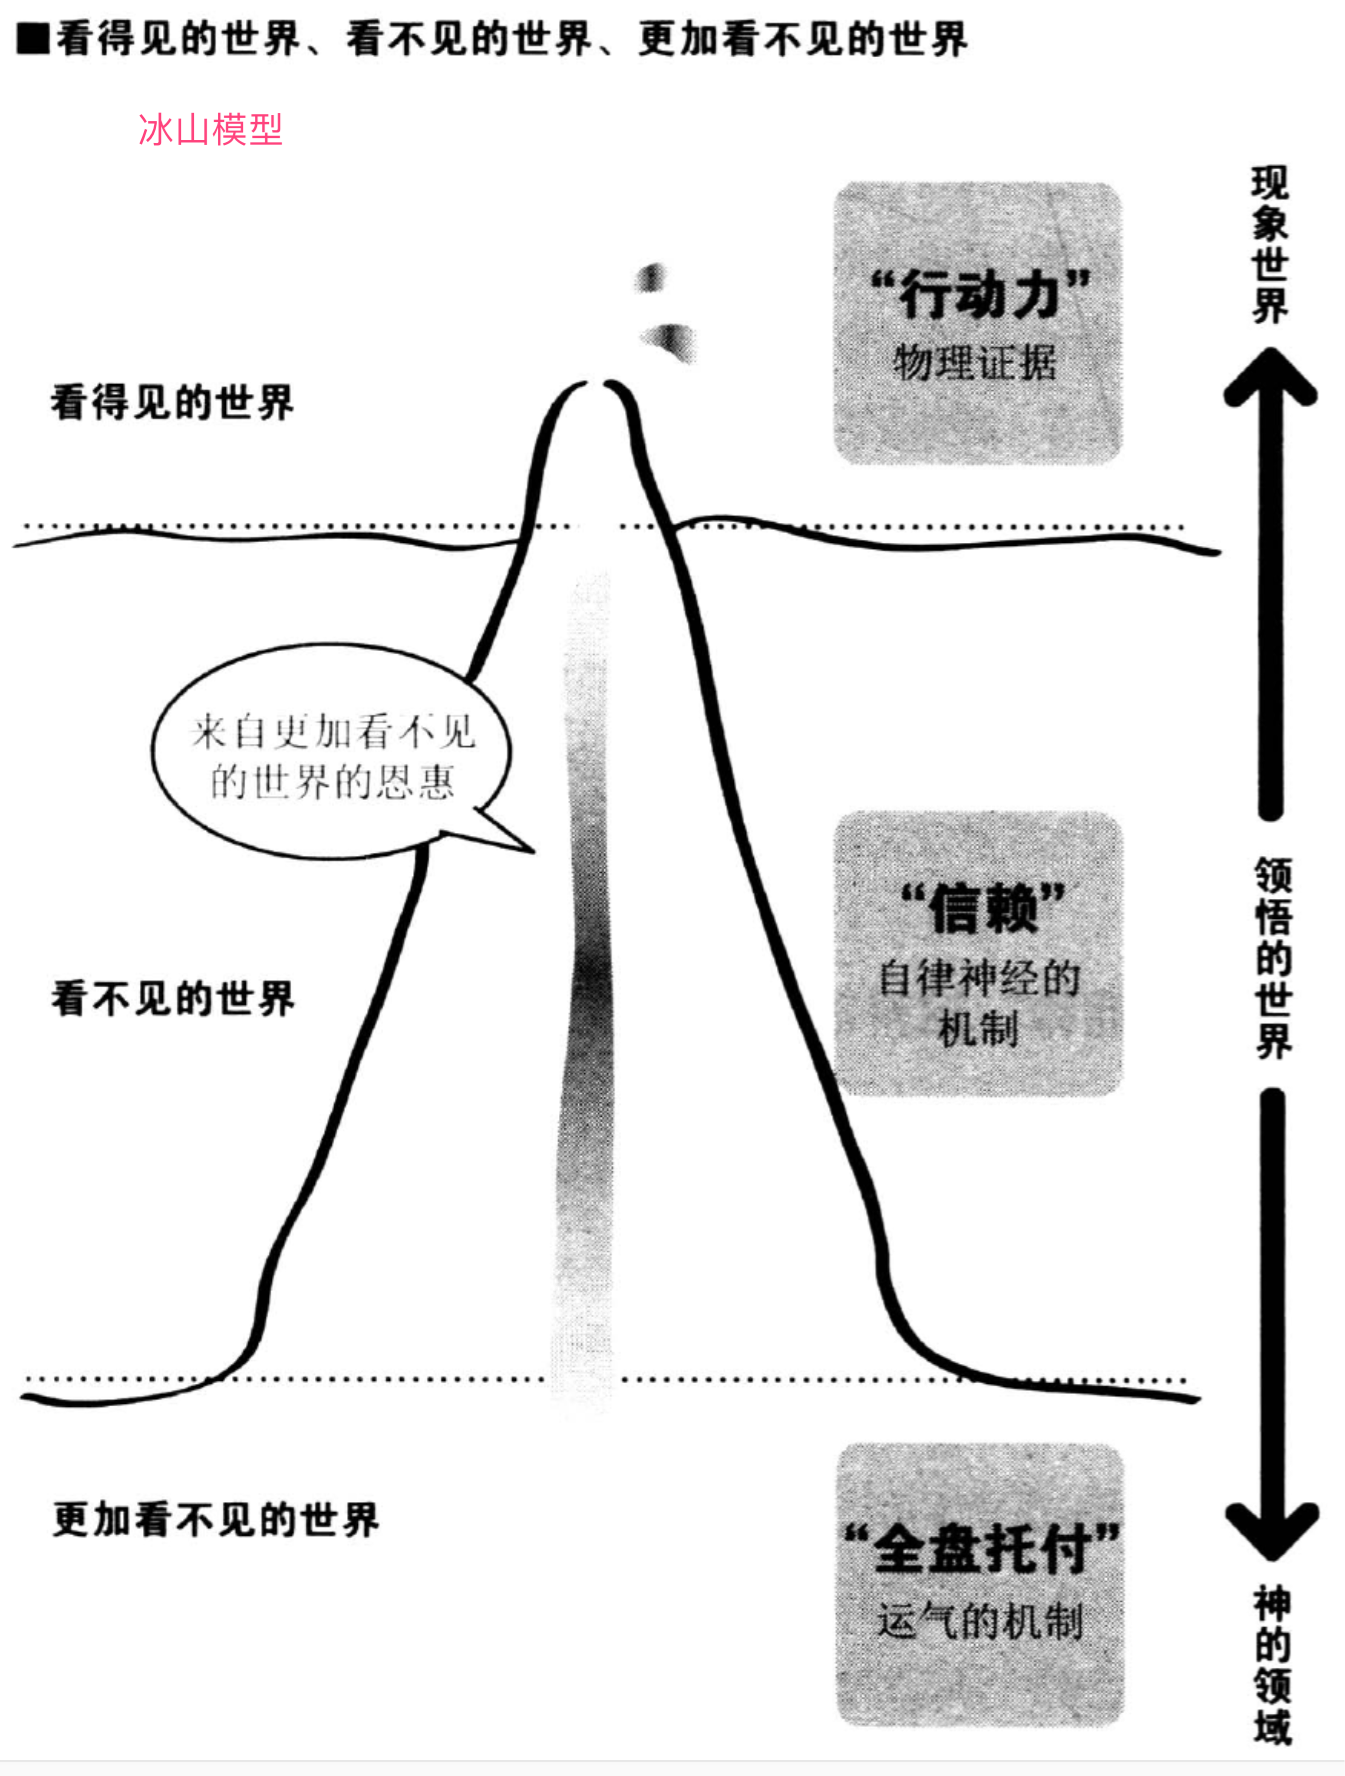 ■看得见的世界、看不见的世界、更加看不见的世界
冰山模型
现象世界
“行动力”
物理证据
看得见的世界
来自更加看不见
的世界的恩惠
“信赖”
自律神经的
机制
领悟的世界
看不见的世界
更加看不见的世界
“全盘托付”
运气的机制
神的领域